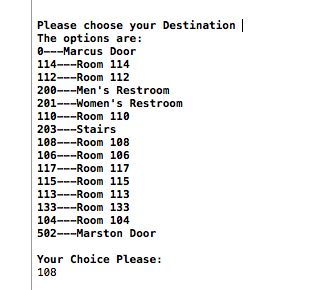 Please choose your Destination
The options are:
0---Marcus Door
114---Room 114
112---Room 112
200---Men's Restroom
201---Women's Restroom
110---Room 110
203---Stairs
108---Room 108
106---Room 106
117---Room 117
115---Room 115
113---Room 113
133---Room 133
104---Room 104
502---Marston Door
Your Choice Please:
108